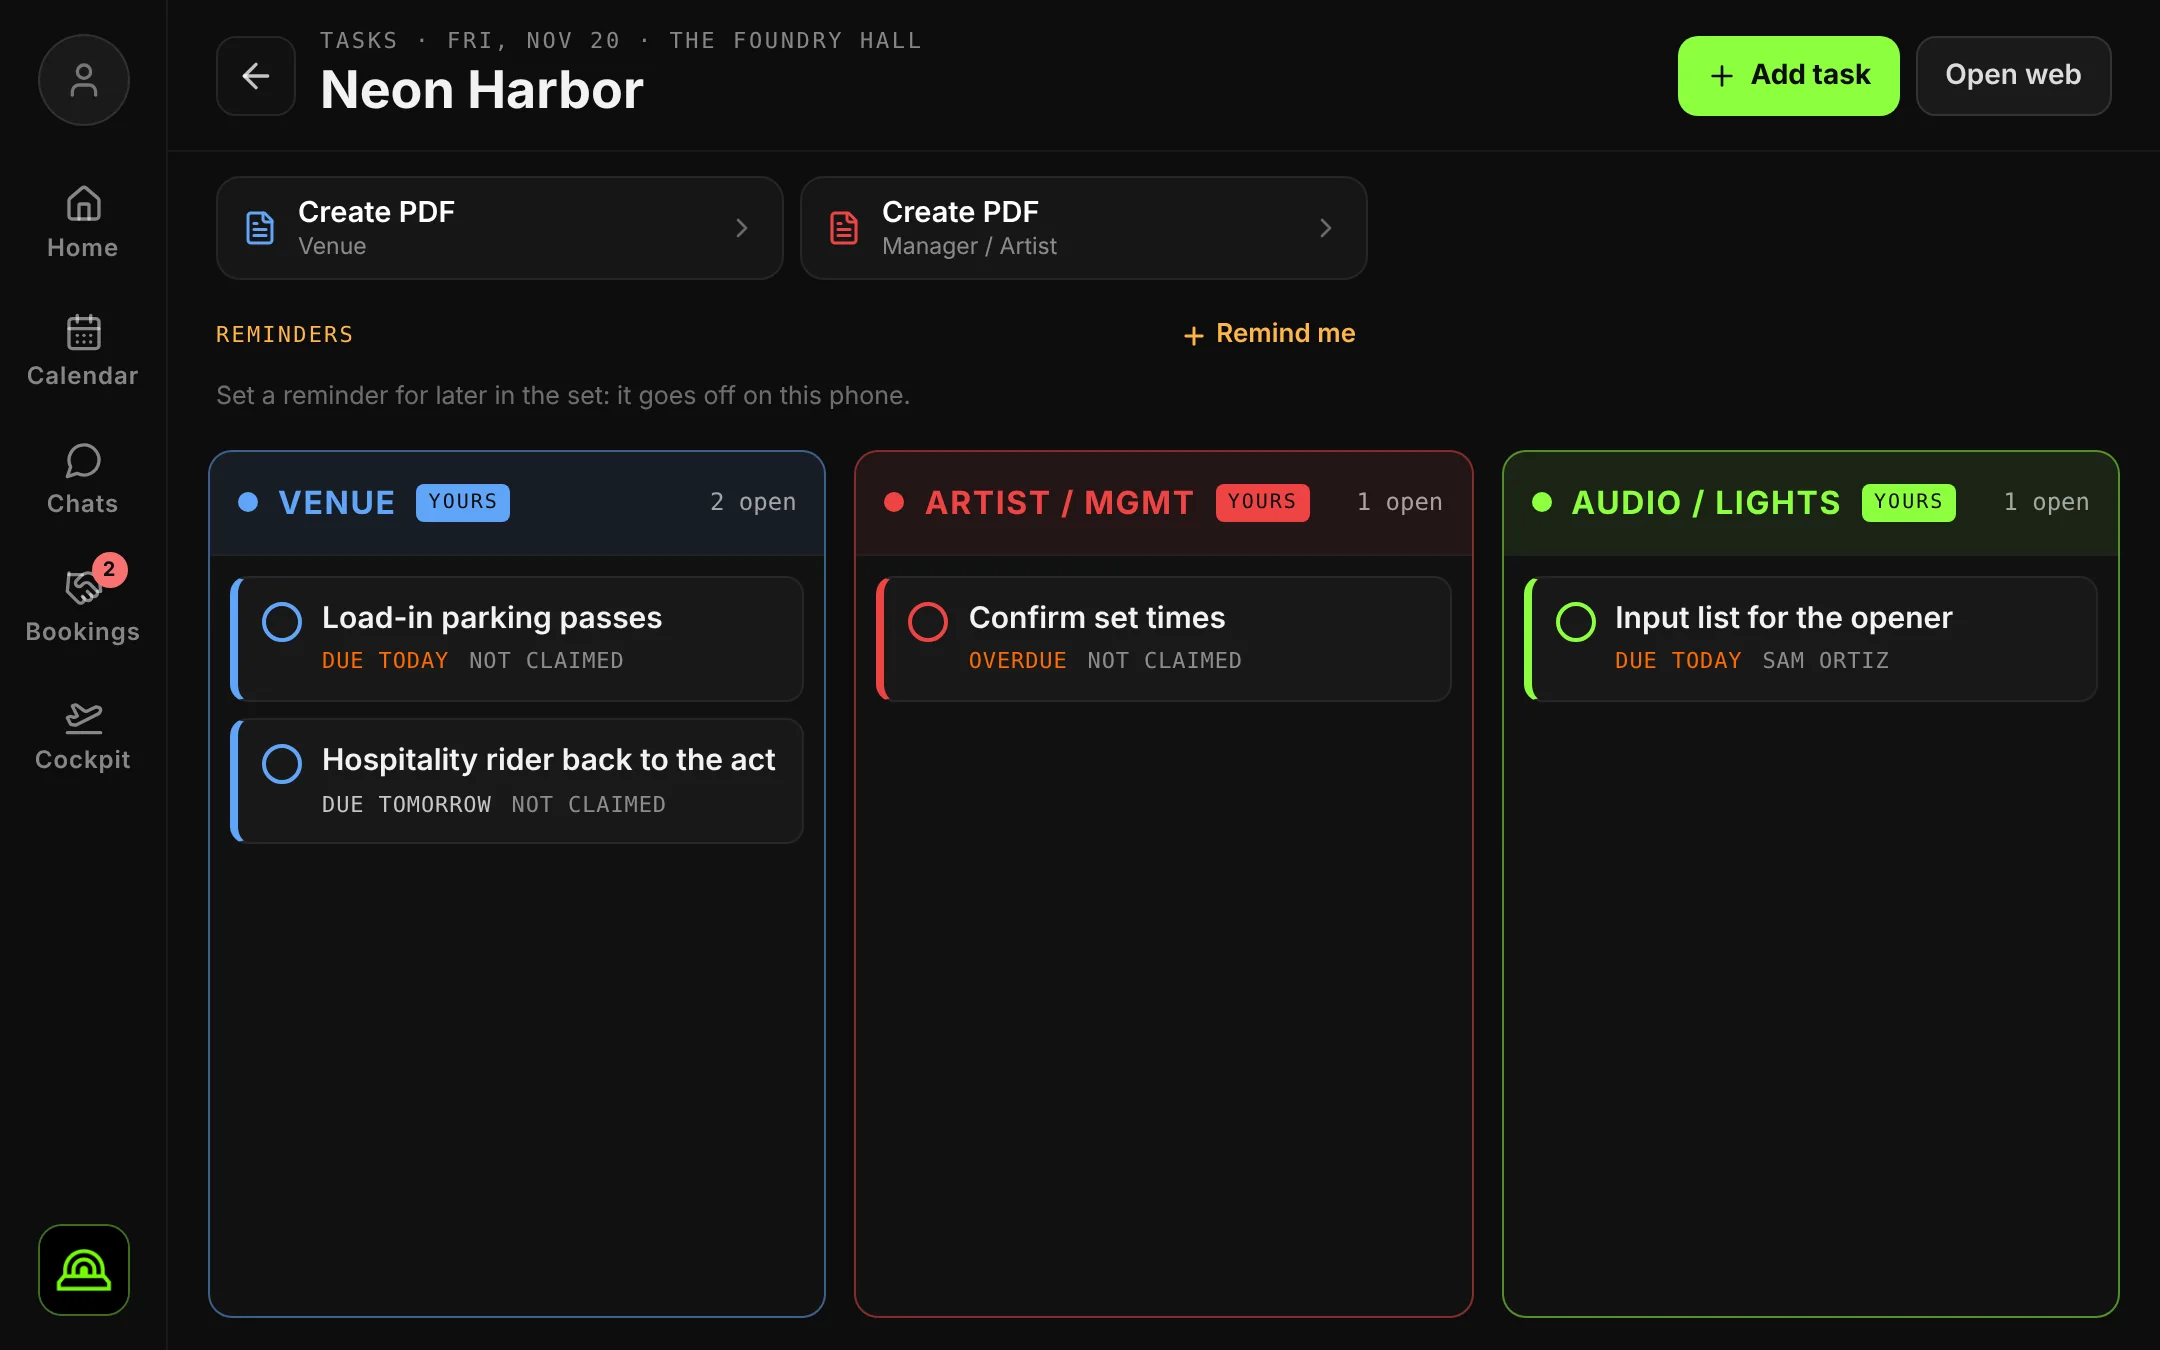 TASKS · FRI, NOV 20 · THE FOUNDRY HALL
Neon Harbor
Add task
Open web
Home
Calendar
Chats
2
Bookings
Cockpit
Create PDF
Venue
Create PDF
Manager / Artist
REMINDERS
+ Remind me
Set a reminder for later in the set: it goes off on this phone.
VENUE YOURS 2 open
Load-in parking passes
DUE TODAY NOT CLAIMED
Hospitality rider back to the act
DUE TOMORROW NOT CLAIMED
ARTIST / MGMT YOURS 1 open
Confirm set times
OVERDUE NOT CLAIMED
AUDIO / LIGHTS YOURS 1 open
Input list for the opener
DUE TODAY SAM ORTIZ